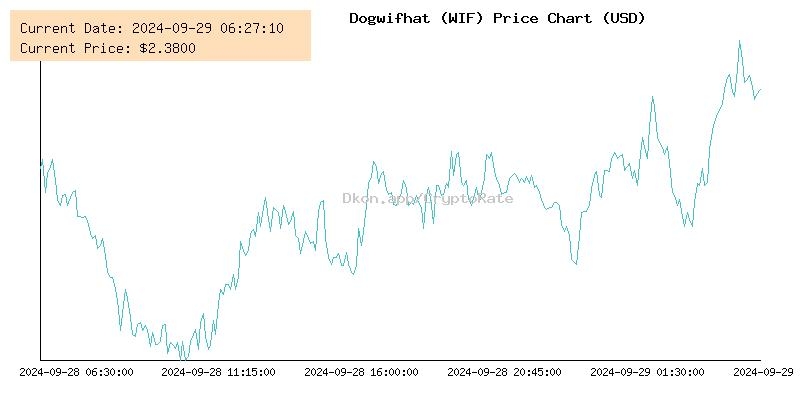 Dogwifhat (WIF) Price Chart (USD)
Current Date: 2024-09-29 06:27:10
Current Price: $2.3800
Dkon.app/CryptoRate
2024-09-28 06:30:00
2024-09-28 11:15:00
2024-09-28 16:00:00
2024-09-28 20:45:00
2024-09-29 01:30:00
2024-09-29